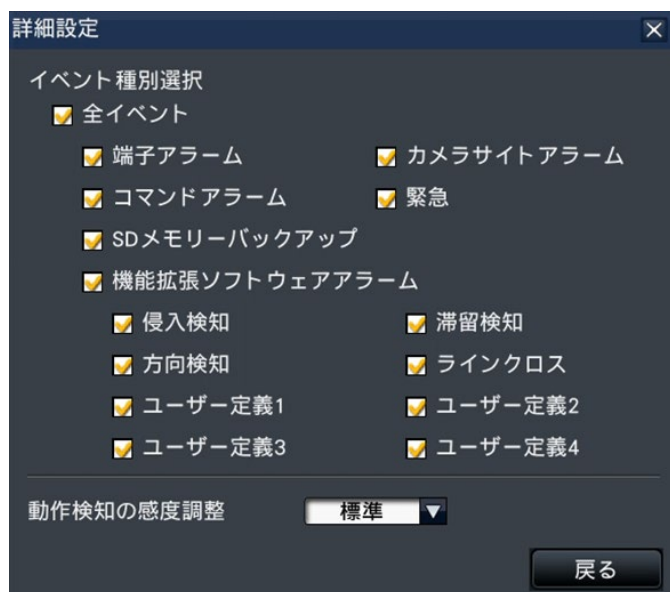 詳細設定
イベント種別選択
全イベント
端子アラーム カメラサイトアラーム
コマンドアラーム 緊急
SDメモリーバックアップ
機能拡張ソフトウェアアラーム
侵入検知 滞留検知
方向検知 ラインクロス
ユーザー定義1 ユーザー定義2
ユーザー定義3 ユーザー定義4
動作検知の感度調整 標準
戻る